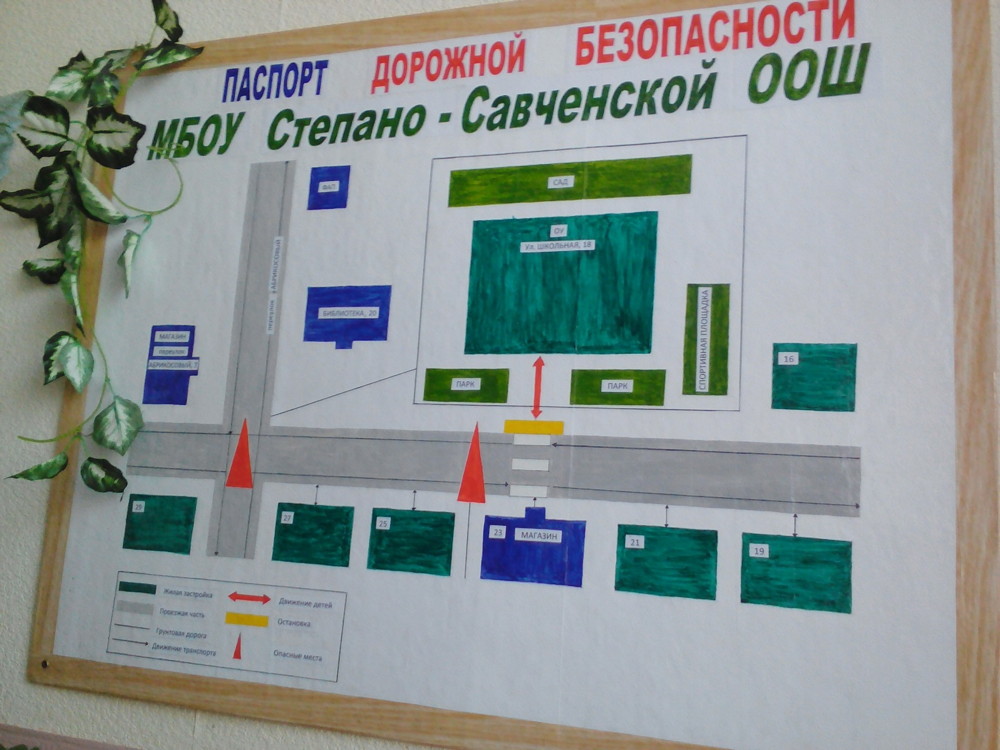 ПАСПОРТ ДОРОЖНОЙ БЕЗОПАСНОСТИ
МБОУ Степано - Савченской ООШ
ФАП
САД
ОУ
Ул. ШКОЛЬНАЯ, 18
переулок АБРИКОСОВЫЙ
БИБЛИОТЕКА, 20
МАГАЗИН
переулок
АБРИКОСОВЫЙ, 7
СПОРТИВНАЯ ПЛОЩАДКА
16
ПАРК
ПАРК
29
27
25
23 МАГАЗИН
21
19
Жилая застройка
Движение детей
Проезжая часть
Остановка
Грунтовая дорога
Движение транспорта
Опасные места